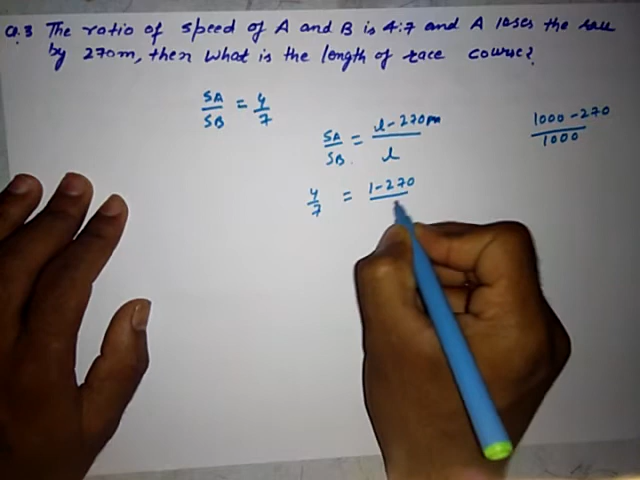 Q.3 The ratio of speed of A and B is 4:7 and A loses the race
by 270m, then what is the length of race course?
SA/SB = 4/7
SA/SB = l-270m/l
1000-270/1000
4/7 = l-270